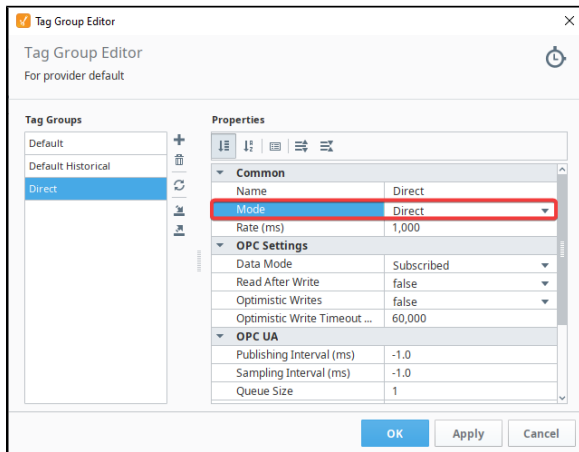 Tag Group Editor
Tag Group Editor
For provider default
Tag Groups
Default
Default Historical
Direct
Properties
Common
Name Direct
Mode Direct
Rate (ms) 1,000
OPC Settings
Data Mode Subscribed
Read After Write false
Optimistic Writes false
Optimistic Write Timeout ... 60,000
OPC UA
Publishing Interval (ms) -1.0
Sampling Interval (ms) -1.0
Queue Size 1
OK Apply Cancel